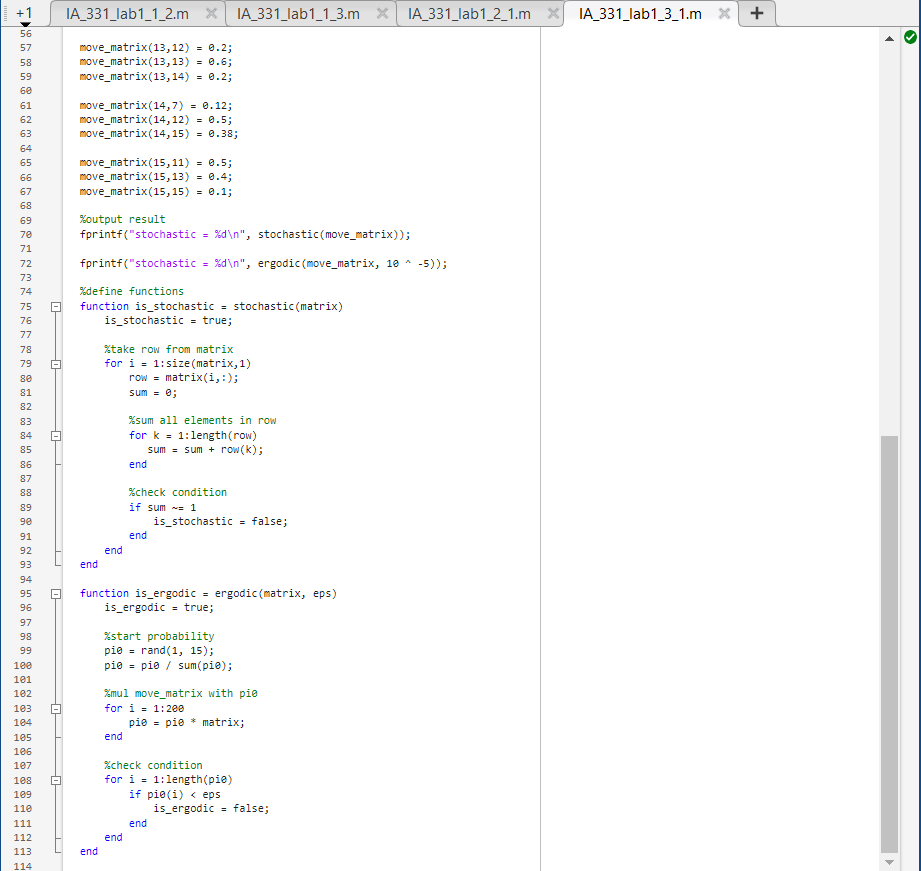 +1 IA_331_lab1_1_2.m IA_331_lab1_1_3.m IA_331_lab1_2_1.m IA_331_lab1_3_1.m
56
57 move_matrix(13,12) = 0.2;
58 move_matrix(13,13) = 0.6;
59 move_matrix(13,14) = 0.2;
60
61 move_matrix(14,7) = 0.12;
62 move_matrix(14,12) = 0.5;
63 move_matrix(14,15) = 0.38;
64
65 move_matrix(15,11) = 0.5;
66 move_matrix(15,13) = 0.4;
67 move_matrix(15,15) = 0.1;
68
69 %output result
70 fprintf("stochastic = %d\n", stochastic(move_matrix));
71
72 fprintf("stochastic = %d\n", ergodic(move_matrix, 10 ^ -5));
73
74 %define functions
75 function is_stochastic = stochastic(matrix)
76 is_stochastic = true;
77
78 %take row from matrix
79 for i = 1:size(matrix,1)
80 row = matrix(i,:);
81 sum = 0;
82
83 %sum all elements in row
84 for k = 1:length(row)
85 sum = sum + row(k);
86 end
87
88 %check condition
89 if sum ~= 1
90 is_stochastic = false;
91 end
92 end
93 end
94
95 function is_ergodic = ergodic(matrix, eps)
96 is_ergodic = true;
97
98 %start probability
99 pi0 = rand(1, 15);
100 pi0 = pi0 / sum(pi0);
101
102 %mul move_matrix with pi0
103 for i = 1:200
104 pi0 = pi0 * matrix;
105 end
106
107 %check condition
108 for i = 1:length(pi0)
109 if pi0(i) < eps
110 is_ergodic = false;
111 end
112 end
113 end
114